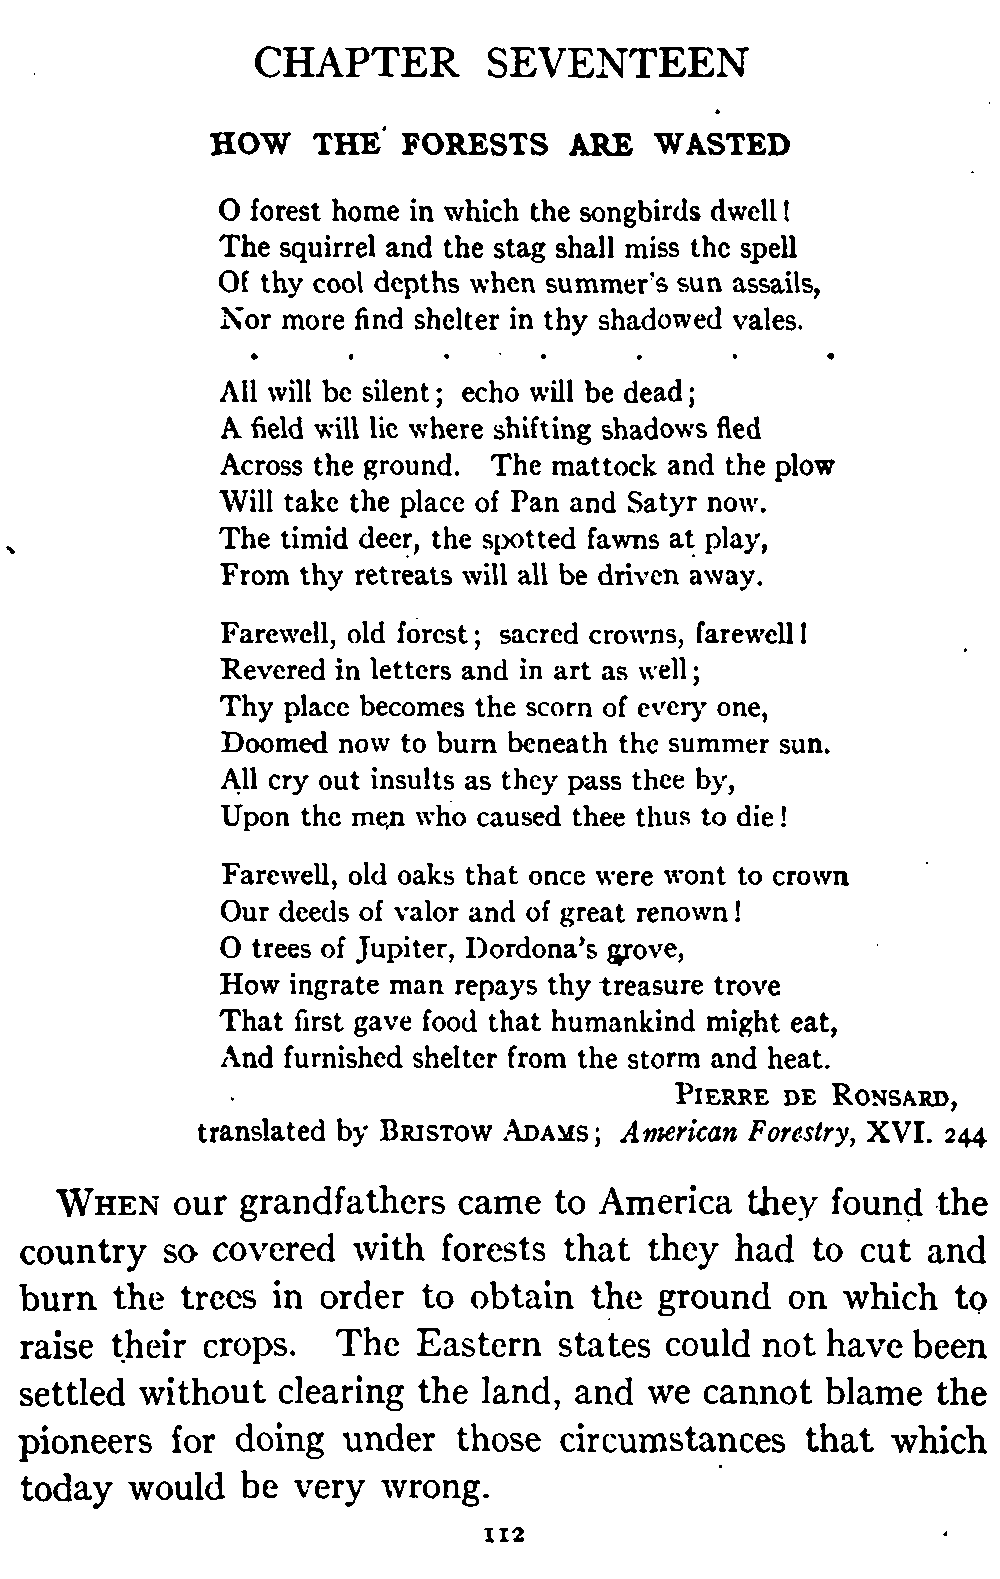 CHAPTER SEVENTEEN
HOW THE FORESTS ARE WASTED
O forest home in which the songbirds dwell!
The squirrel and the stag shall miss the spell
Of thy cool depths when summer's sun assails,
Nor more find shelter in thy shadowed vales.
. . . . . . .
All will be silent; echo will be dead;
A field will lie where shifting shadows fled
Across the ground. The mattock and the plow
Will take the place of Pan and Satyr now.
The timid deer, the spotted fawns at play,
From thy retreats will all be driven away.
Farewell, old forest; sacred crowns, farewell!
Revered in letters and in art as well;
Thy place becomes the scorn of every one,
Doomed now to burn beneath the summer sun.
All cry out insults as they pass thee by,
Upon the men who caused thee thus to die!
Farewell, old oaks that once were wont to crown
Our deeds of valor and of great renown!
O trees of Jupiter, Dordona's grove,
How ingrate man repays thy treasure trove
That first gave food that humankind might eat,
And furnished shelter from the storm and heat.
PIERRE DE RONSARD,
translated by BRISTOW ADAMS; American Forestry, XVI. 244
WHEN our grandfathers came to America they found the
country so covered with forests that they had to cut and
burn the trees in order to obtain the ground on which to
raise their crops. The Eastern states could not have been
settled without clearing the land, and we cannot blame the
pioneers for doing under those circumstances that which
today would be very wrong.
112